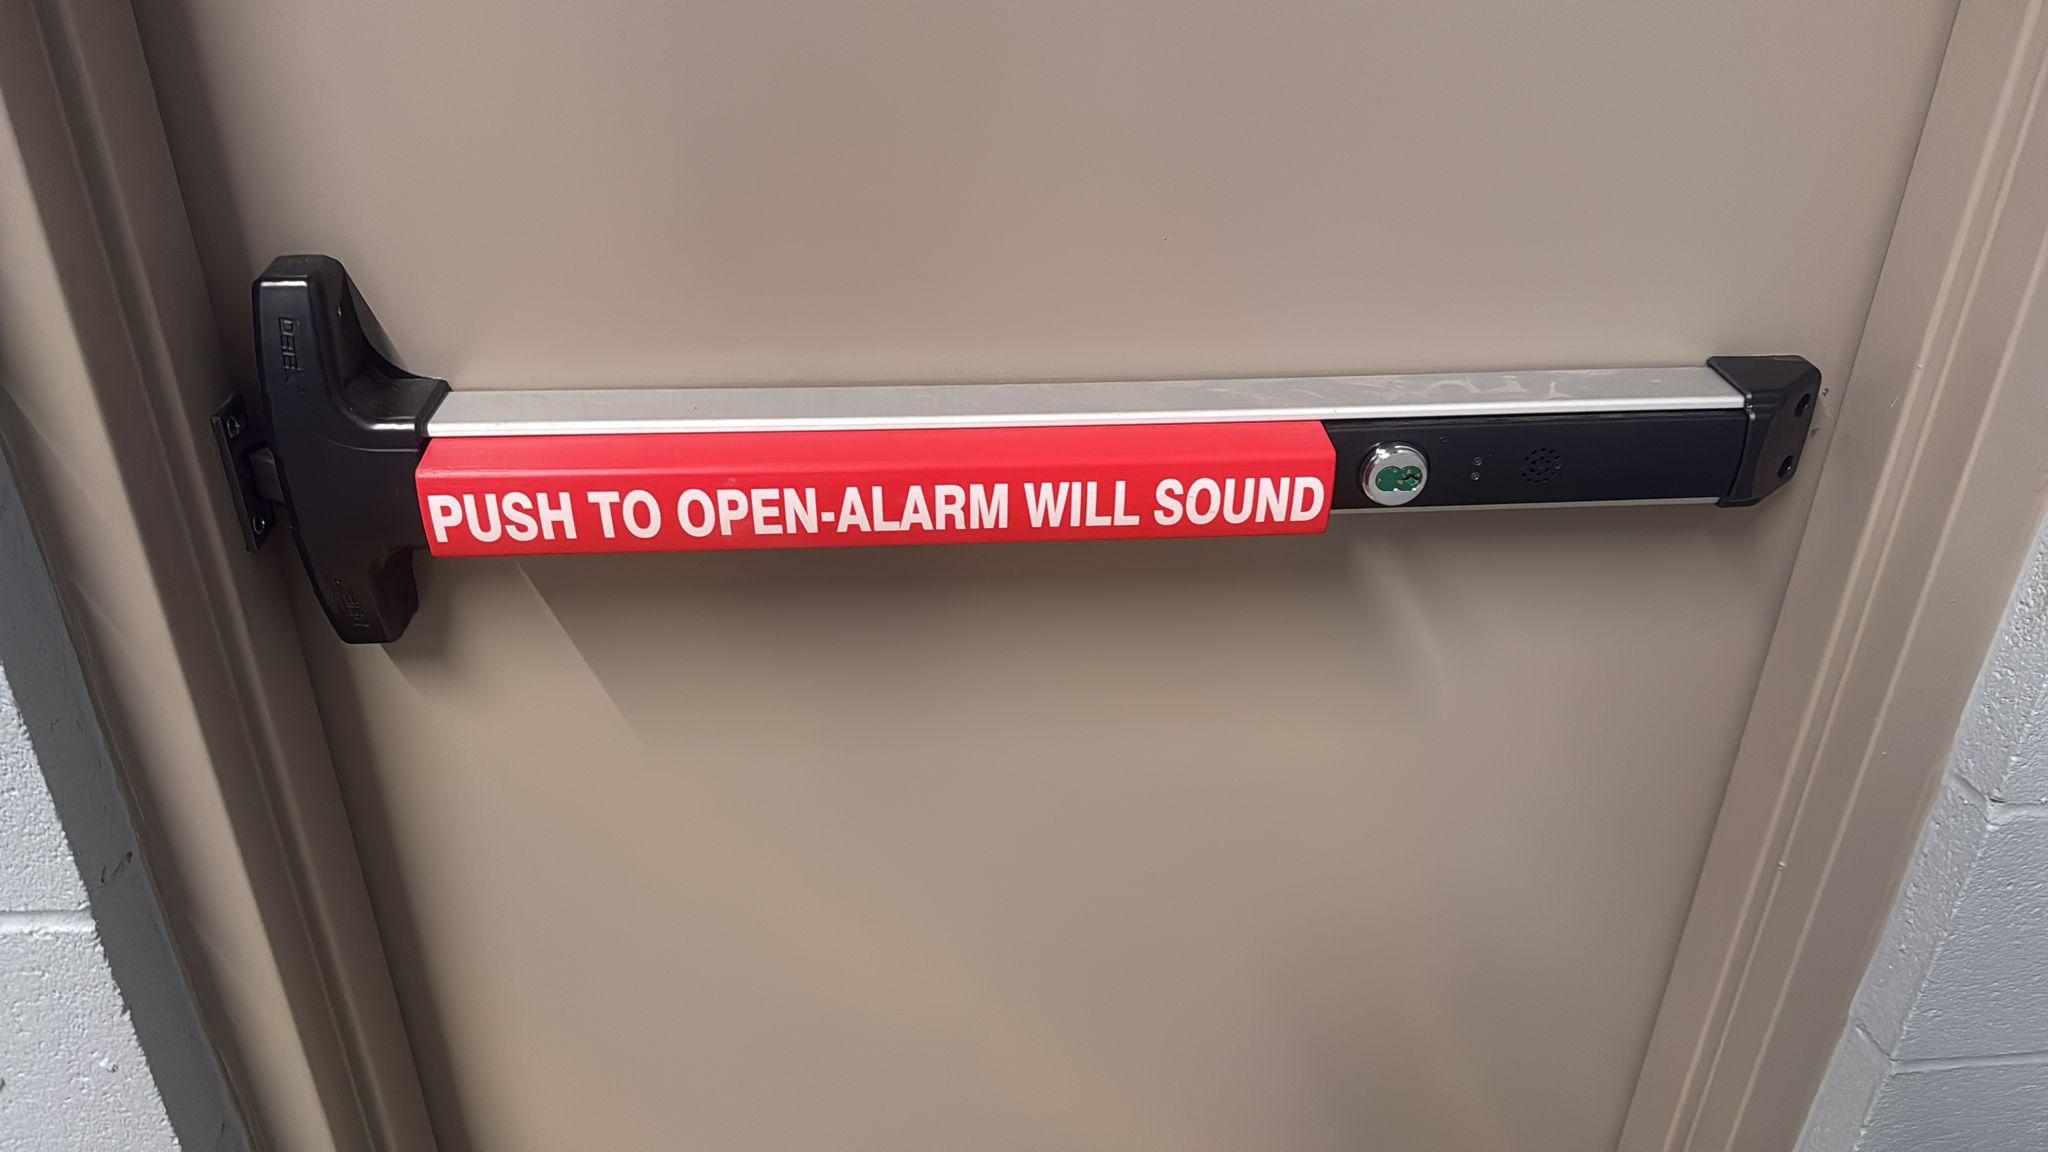 PUSH TO OPEN-ALARM WILL SOUND